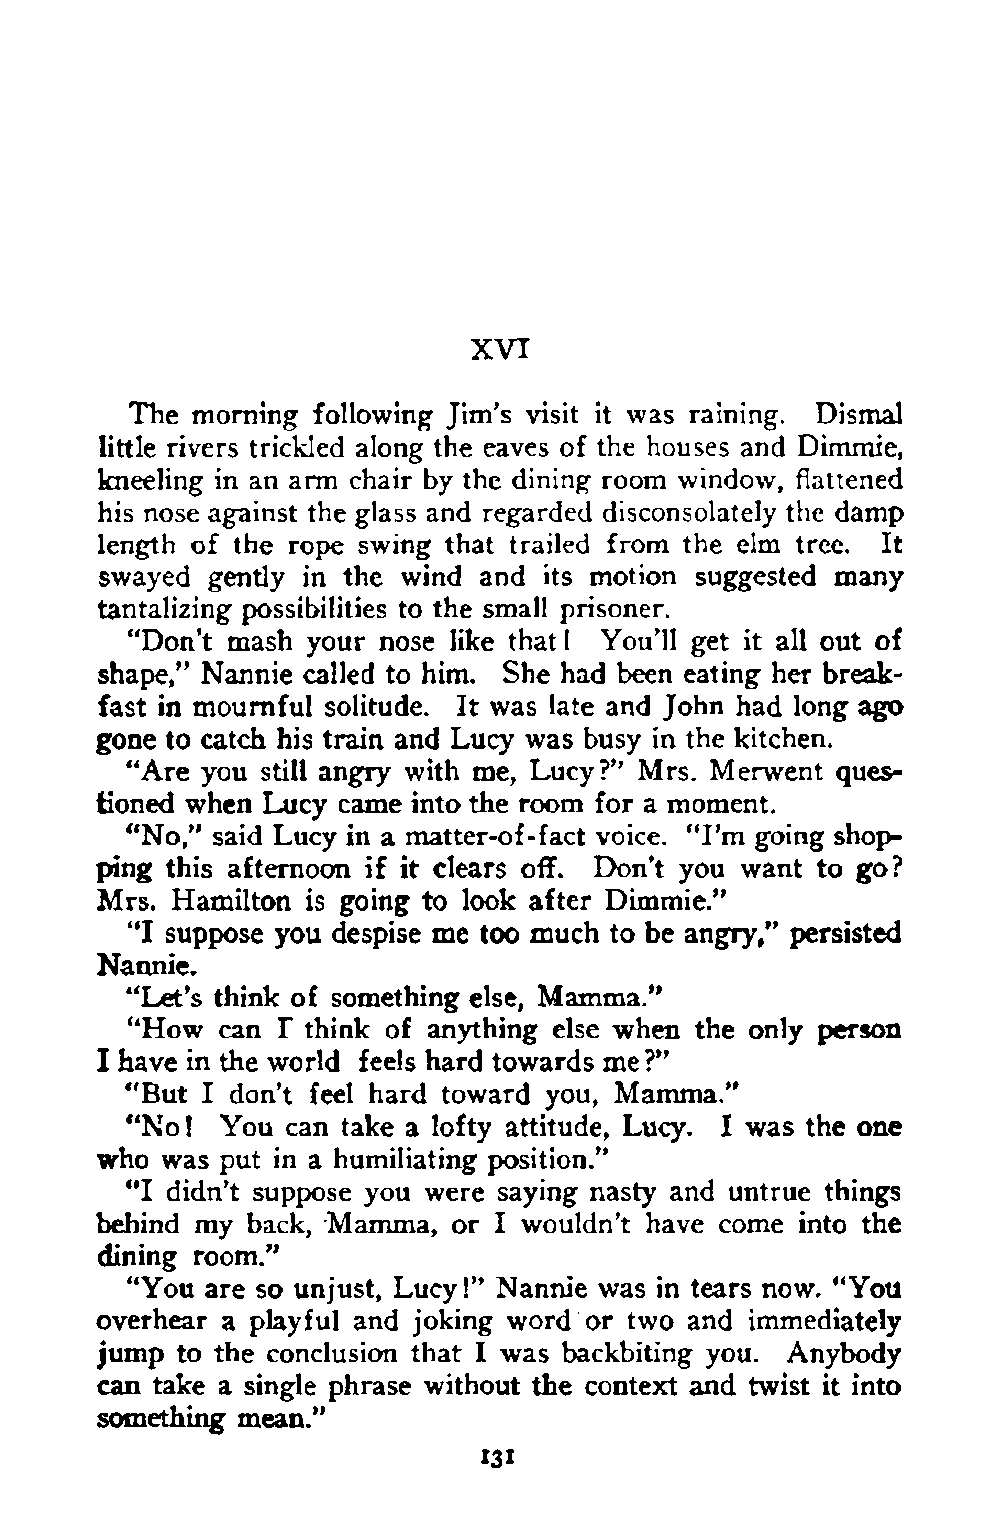 XVI
The morning following Jim's visit it was raining. Dismal
little rivers trickled along the eaves of the houses and Dimmie,
kneeling in an arm chair by the dining room window, flattened
his nose against the glass and regarded disconsolately the damp
length of the rope swing that trailed from the elm tree. It
swayed gently in the wind and its motion suggested many
tantalizing possibilities to the small prisoner.
“Don't mash your nose like that! You'll get it all out of
shape,” Nannie called to him. She had been eating her break-
fast in mournful solitude. It was late and John had long ago
gone to catch his train and Lucy was busy in the kitchen.
“Are you still angry with me, Lucy?” Mrs. Merwent ques-
tioned when Lucy came into the room for a moment.
“No,” said Lucy in a matter-of-fact voice. “I'm going shop-
ping this afternoon if it clears off. Don't you want to go?
Mrs. Hamilton is going to look after Dimmie.”
“I suppose you despise me too much to be angry,” persisted
Nannie.
“Let's think of something else, Mamma.”
“How can I think of anything else when the only person
I have in the world feels hard towards me?”
“But I don't feel hard toward you, Mamma.”
“No! You can take a lofty attitude, Lucy. I was the one
who was put in a humiliating position.”
“I didn't suppose you were saying nasty and untrue things
behind my back, Mamma, or I wouldn't have come into the
dining room.”
“You are so unjust, Lucy!” Nannie was in tears now. “You
overhear a playful and joking word or two and immediately
jump to the conclusion that I was backbiting you. Anybody
can take a single phrase without the context and twist it into
something mean.”
131